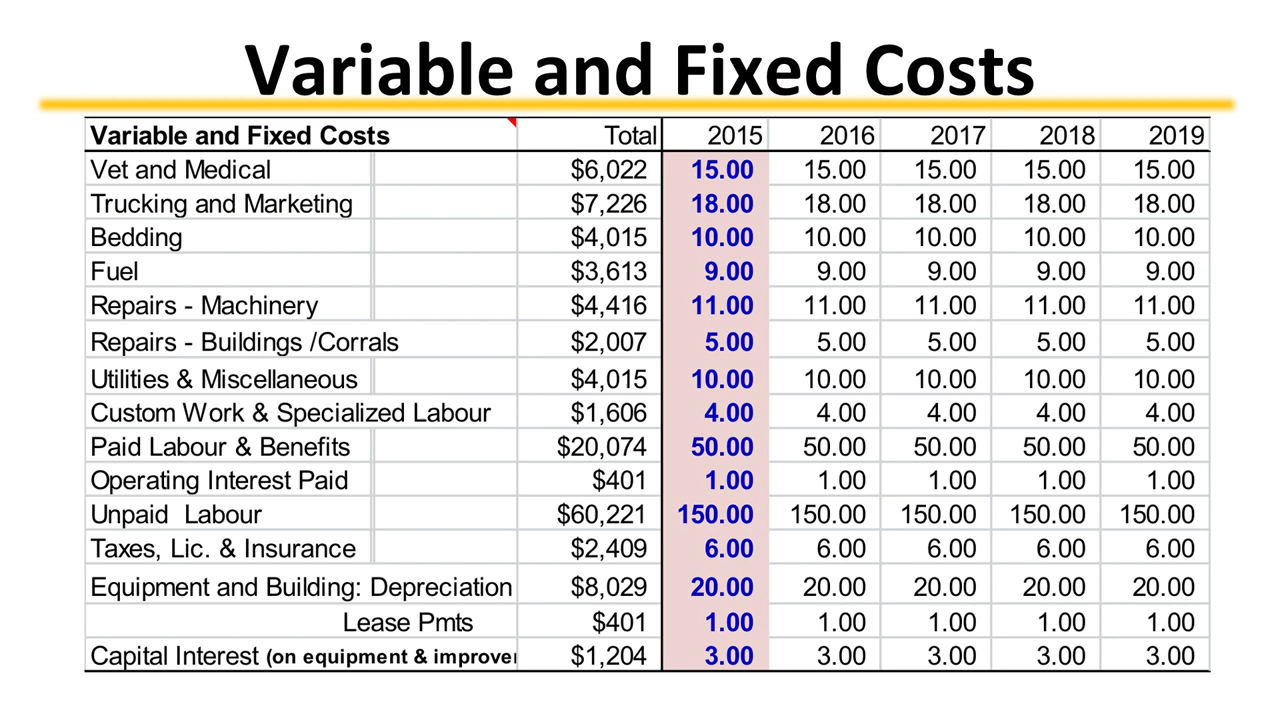 Variable and Fixed Costs
Variable and Fixed Costs Total 2015 2016 2017 2018 2019
Vet and Medical $6,022 15.00 15.00 15.00 15.00 15.00
Trucking and Marketing $7,226 18.00 18.00 18.00 18.00 18.00
Bedding $4,015 10.00 10.00 10.00 10.00 10.00
Fuel $3,613 9.00 9.00 9.00 9.00 9.00
Repairs - Machinery $4,416 11.00 11.00 11.00 11.00 11.00
Repairs - Buildings /Corrals $2,007 5.00 5.00 5.00 5.00 5.00
Utilities & Miscellaneous $4,015 10.00 10.00 10.00 10.00 10.00
Custom Work & Specialized Labour $1,606 4.00 4.00 4.00 4.00 4.00
Paid Labour & Benefits $20,074 50.00 50.00 50.00 50.00 50.00
Operating Interest Paid $401 1.00 1.00 1.00 1.00 1.00
Unpaid Labour $60,221 150.00 150.00 150.00 150.00 150.00
Taxes, Lic. & Insurance $2,409 6.00 6.00 6.00 6.00 6.00
Equipment and Building: Depreciation $8,029 20.00 20.00 20.00 20.00 20.00
Lease Pmts $401 1.00 1.00 1.00 1.00 1.00
Capital Interest (on equipment & improver $1,204 3.00 3.00 3.00 3.00 3.00